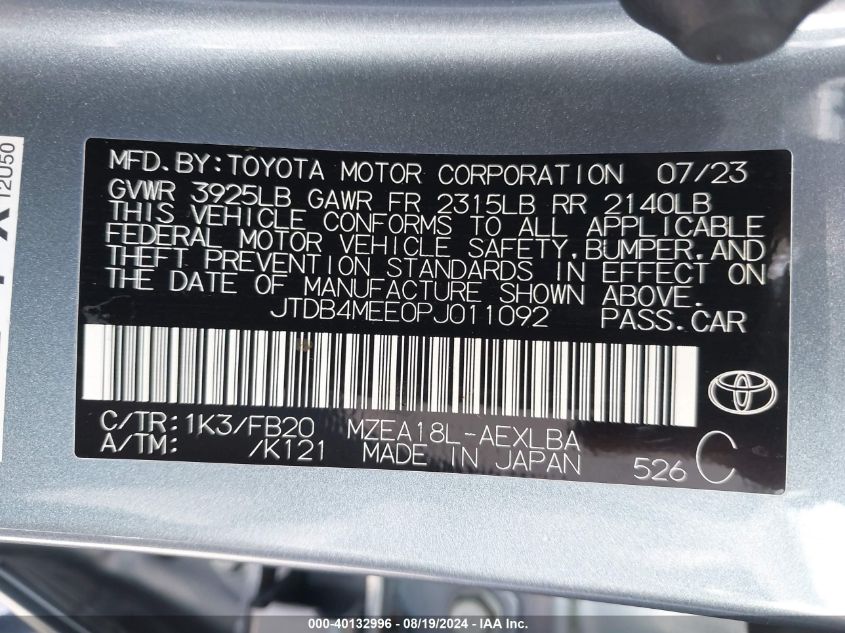 MFD.BY:TOYOTA MOTOR CORPORATION 07/23
GVWR 3925LB GAWR FR 2315LB RR 2140LB
THIS VEHICLE CONFORMS TO ALL APPLICABLE
FEDERAL MOTOR VEHICLE SAFETY,BUMPER,AND
THEFT PREVENTION STANDARDS IN EFFECT ON
THE DATE OF MANUFACTURE SHOWN ABOVE.
JTDB4MEE0PJ011092 PASS.CAR
C/TR:1K3/FB20 MZEA18L-AEXLBA
A/TM: /K121 MADE IN JAPAN 526 C
12U50
000-40132996 - 08/19/2024 - IAAI.COM